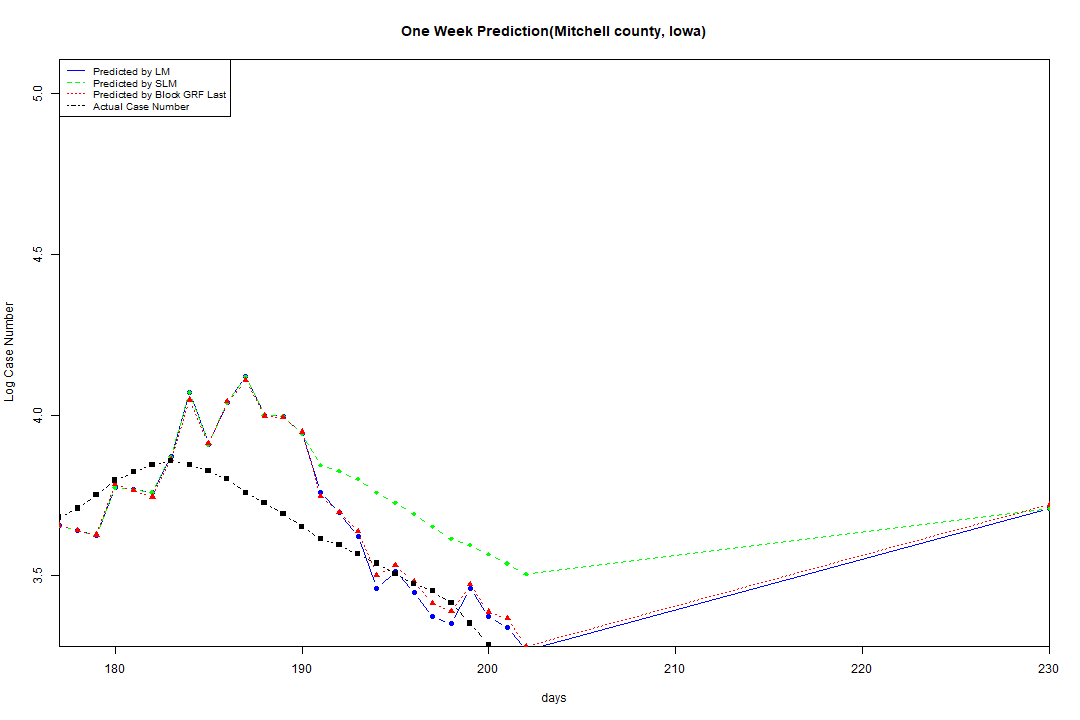 One Week Prediction(Mitchell county, Iowa)
Predicted by LM
Predicted by SLM
Predicted by Block GRF Last
Actual Case Number
Log Case Number
5.0
4.5
4.0
3.5
180 190 200 210 220 230
days